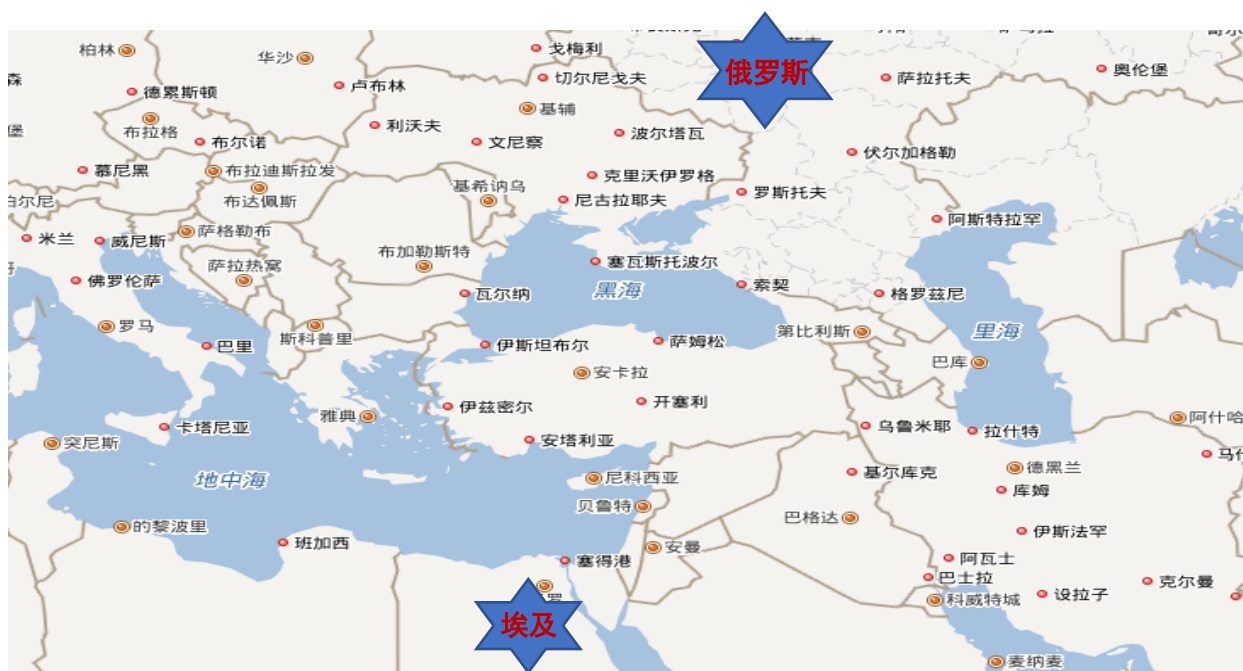 俄罗斯
戈梅利
柏林
华沙
奥伦堡
切尔尼戈夫
萨拉托夫
森
卢布林
德累斯顿
基辅
利沃夫
布拉格
堡
波尔塔瓦
布尔诺
文尼察
伏尔加格勒
慕尼黑
布拉迪斯拉发
克里沃伊罗格
基希讷乌
罗斯托夫
布达佩斯
尼古拉耶夫
伯尔尼
阿斯特拉罕
萨格勒布
米兰
威尼斯
布加勒斯特
塞瓦斯托波尔
萨拉热窝
佛罗伦萨
索契
黑海
瓦尔纳
格罗兹尼
罗马
斯科普里
第比利斯
里海
巴里
伊斯坦布尔
萨姆松
巴库
安卡拉
开塞利
伊兹密尔
雅典
阿什哈
卡塔尼亚
乌鲁米耶
拉什特
突尼斯
安塔利亚
马什
德黑兰
基尔库克
地中海
尼科西亚
库姆
贝鲁特
巴格达
的黎波里
伊斯法罕
班加西
安曼
塞得港
阿瓦士
巴士拉
克尔曼
设拉子
科威特城
罗
埃及
麦纳麦